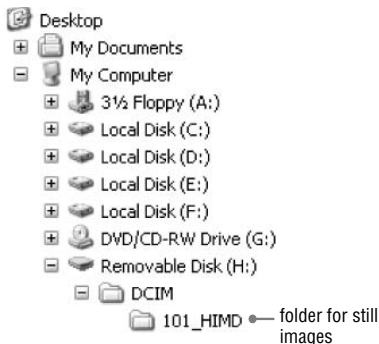 Desktop
My Documents
My Computer
3½ Floppy (A:)
Local Disk (C:)
Local Disk (D:)
Local Disk (E:)
Local Disk (F:)
DVD/CD-RW Drive (G:)
Removable Disk (H:)
DCIM
101_HIMD
folder for still
images